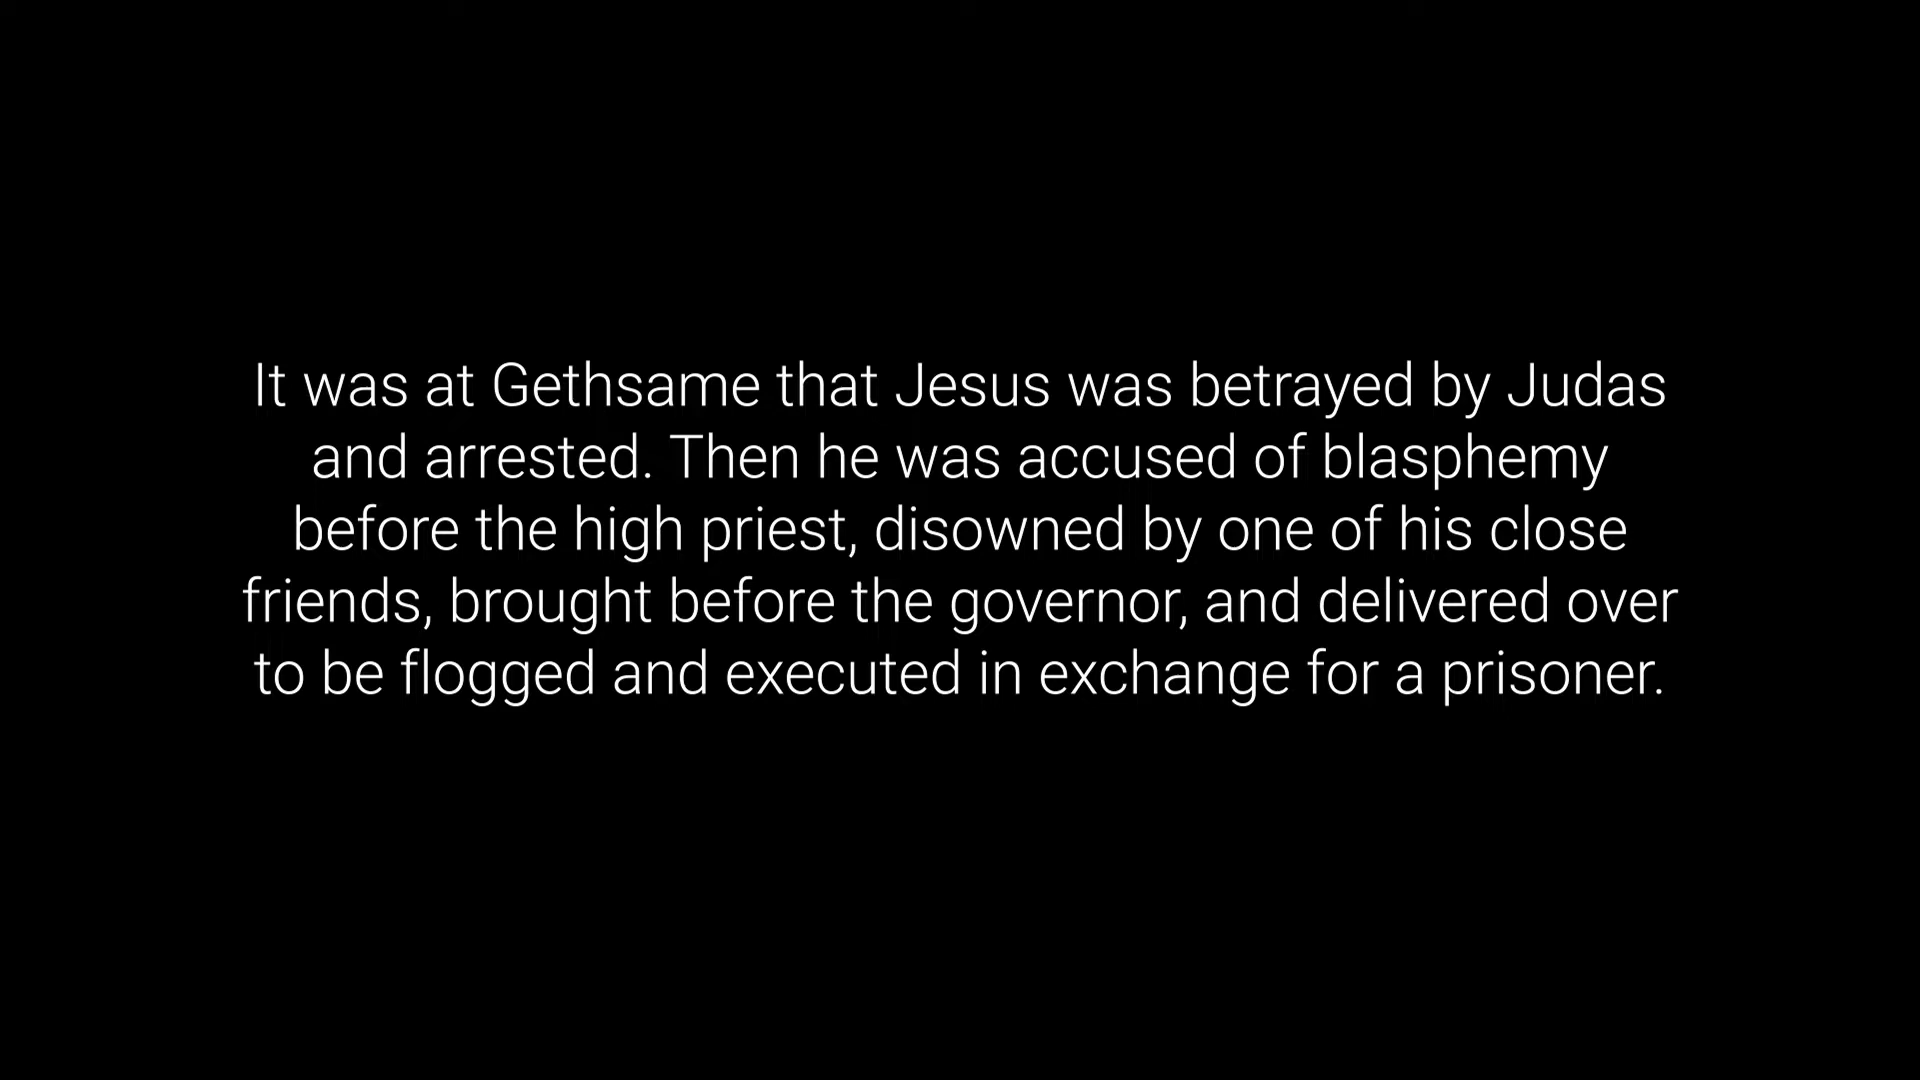 It was at Gethsame that Jesus was betrayed by Judas
and arrested. Then he was accused of blasphemy
before the high priest, disowned by one of his close
friends, brought before the governor, and delivered over
to be flogged and executed in exchange for a prisoner.